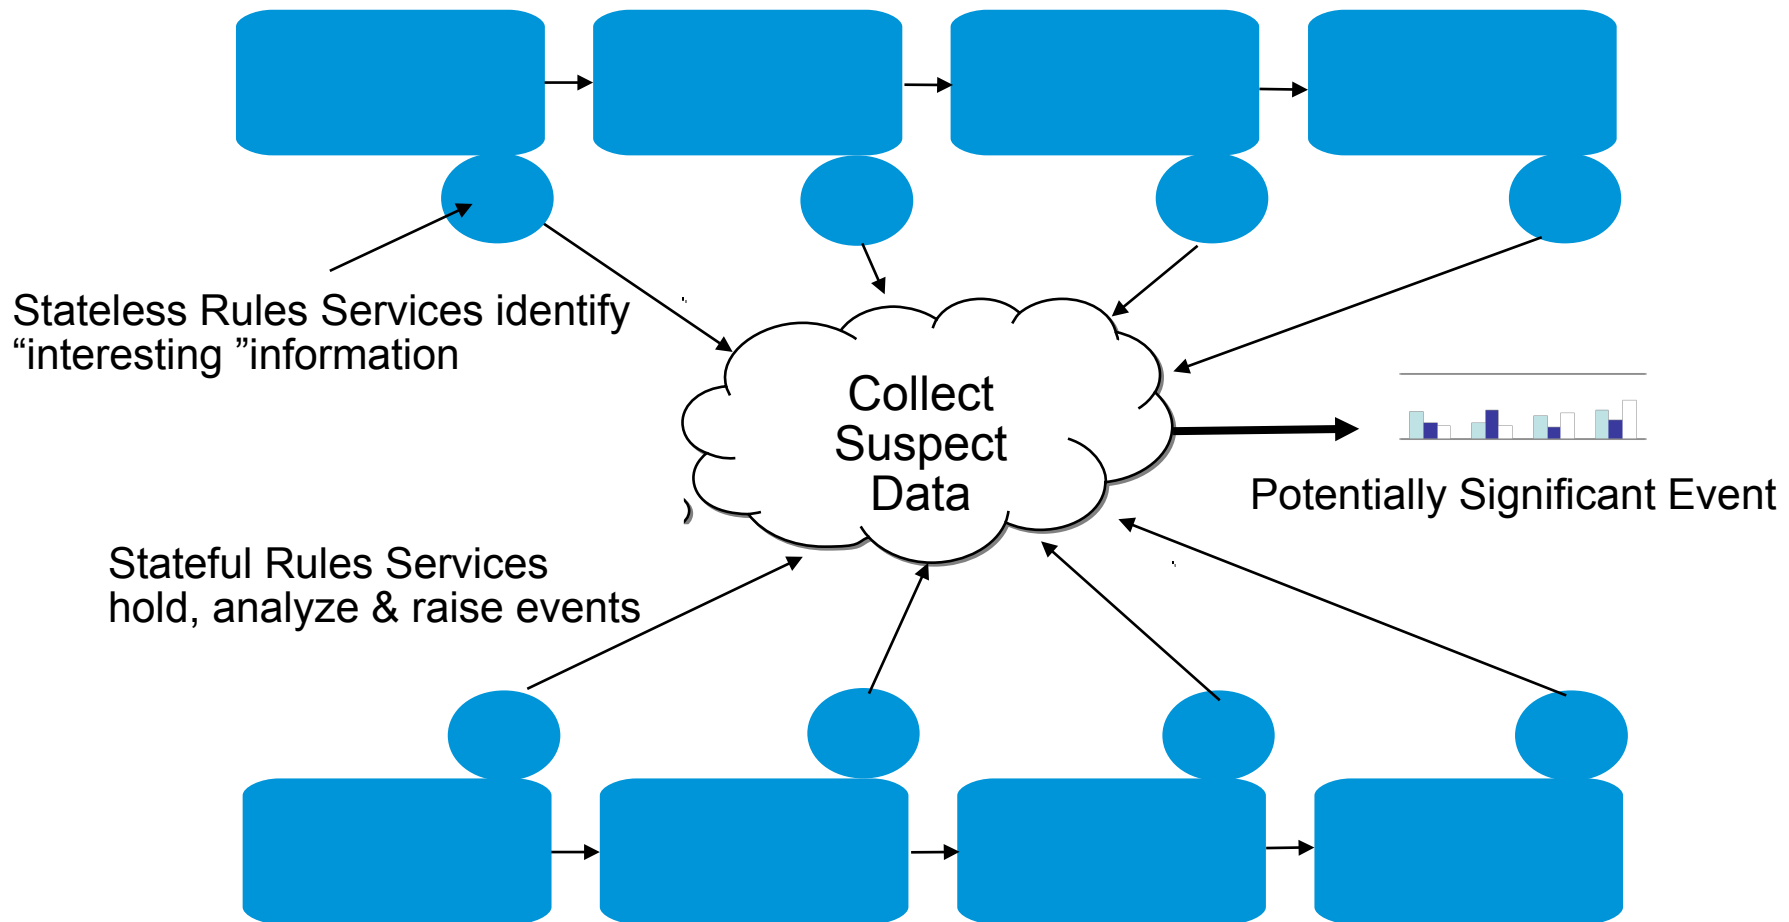 Stateless Rules Services identify
“interesting ”information
Collect
Suspect
Data
Potentially Significant Event
Stateful Rules Services
hold, analyze & raise events